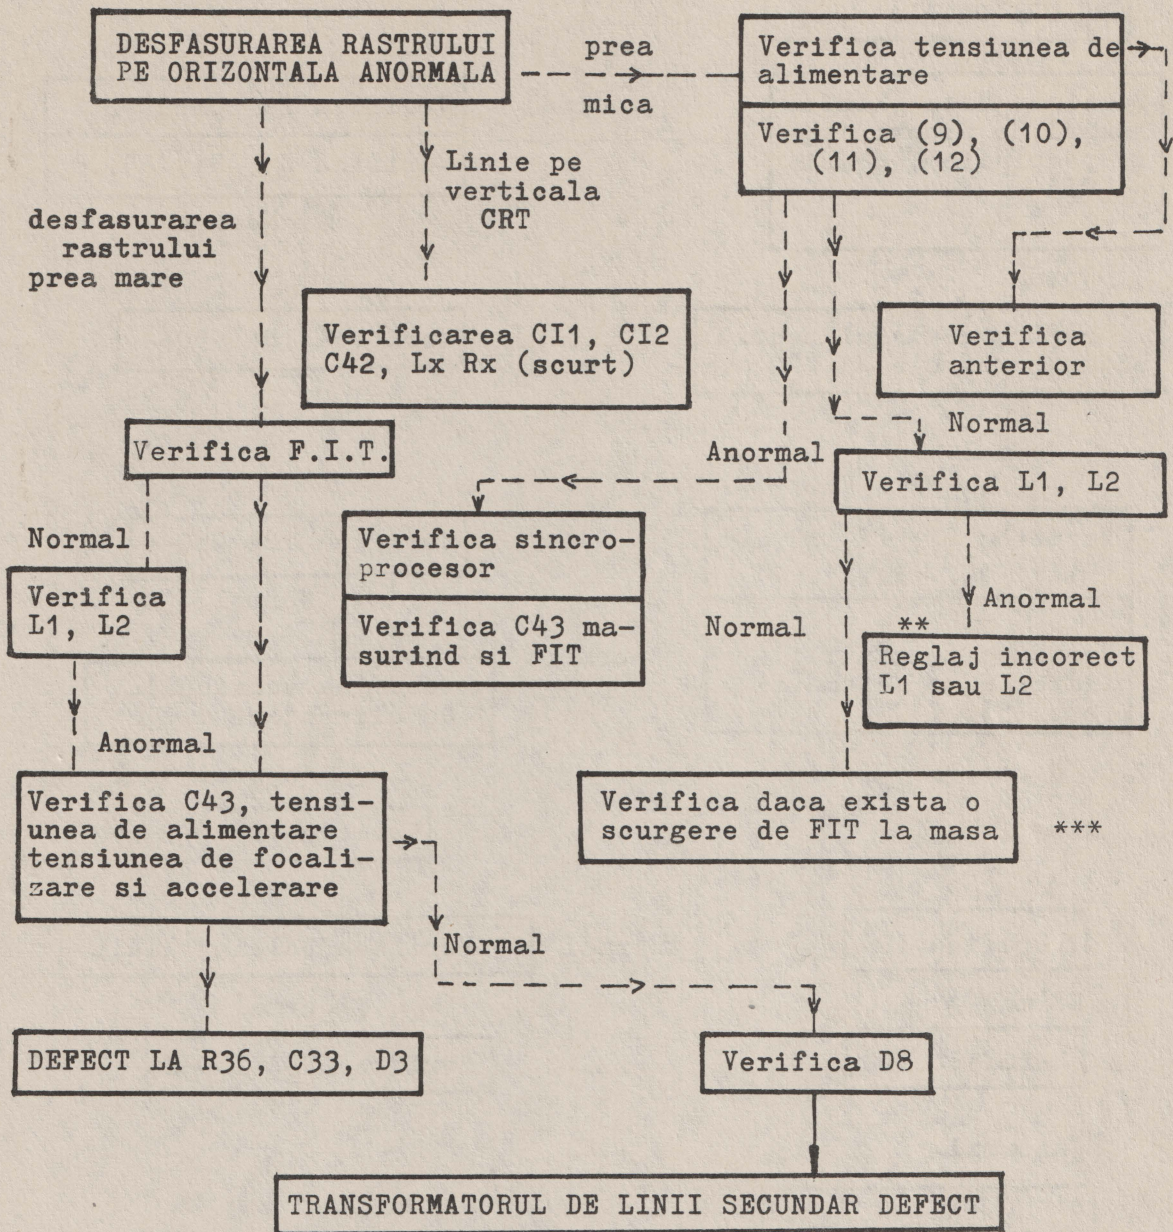 DESFASURAREA RASTRULUI
PE ORIZONTALA ANORMALA
prea
mica
Verifica tensiunea de
alimentare
Verifica (9), (10),
(11), (12)
Linie pe
verticala
CRT
desfasurarea
rastrului
prea mare
Verificarea CI1, CI2
C42, Lx Rx (scurt)
Verifica
anterior
Verifica F.I.T.
Normal
Anormal
Verifica L1, L2
Normal
Verifica
L1, L2
Verifica sincro-
procesor
Verifica C43 ma-
surind si FIT
Normal
Anormal
**
Reglaj incorect
L1 sau L2
Anormal
Verifica C43, tensi-
unea de alimentare
tensiunea de focali-
zare si accelerare
Verifica daca exista o
scurgere de FIT la masa
***
Normal
DEFECT LA R36, C33, D3
Verifica D8
TRANSFORMATORUL DE LINII SECUNDAR DEFECT